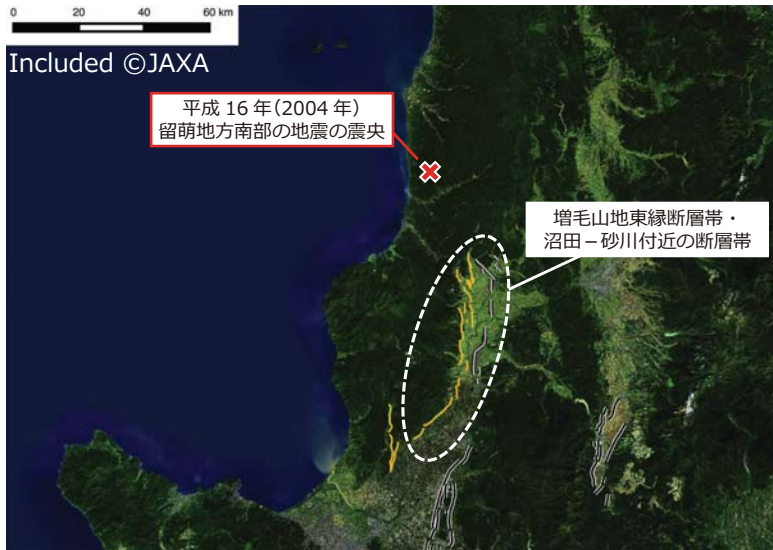 0 20 40 60 km
Included ©JAXA
平成 16 年(2004 年)
留萌地方南部の地震の震央
増毛山地東縁断層帯・
沼田－砂川付近の断層帯